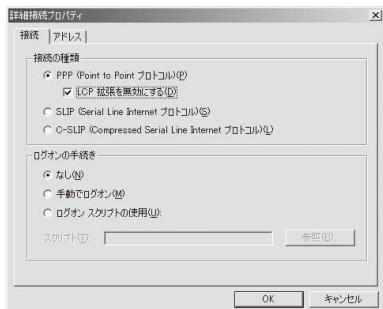 詳細接続プロパティ
接続 アドレス
接続の種類
PPP (Point to Point プロトコル)(P)
LCP 拡張を無効にする(D)
SLIP (Serial Line Internet プロトコル)(S)
C-SLIP (Compressed Serial Line Internet プロトコル)(L)
ログオンの手続き
なし(N)
手動でログオン(M)
ログオン スクリプトの使用(U):
スクリプト(T):
参照(B)...
OK キャンセル